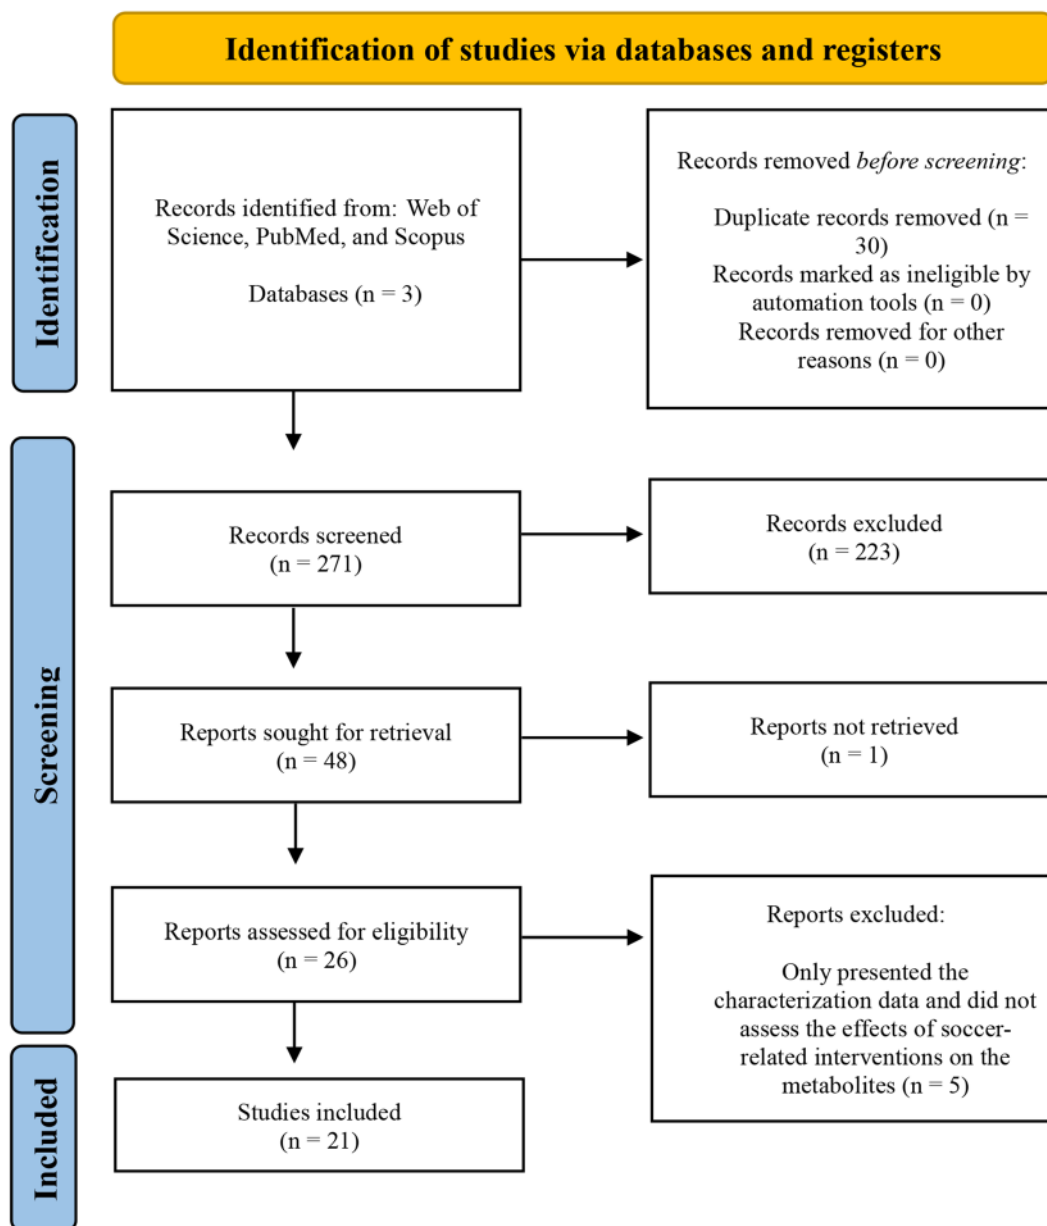 Identification of studies via databases and registers
Identification
Records identified from: Web of
Science, PubMed, and Scopus
Databases (n = 3)
Records removed before screening:
Duplicate records removed (n =
30)
Records marked as ineligible by
automation tools (n = 0)
Records removed for other
reasons (n = 0)
Screening
Records screened
(n = 271)
Records excluded
(n = 223)
Reports sought for retrieval
(n = 48)
Reports not retrieved
(n = 1)
Reports assessed for eligibility
(n = 26)
Reports excluded:
Only presented the
characterization data and did not
assess the effects of soccer-
related interventions on the
metabolites (n = 5)
Included
Studies included
(n = 21)